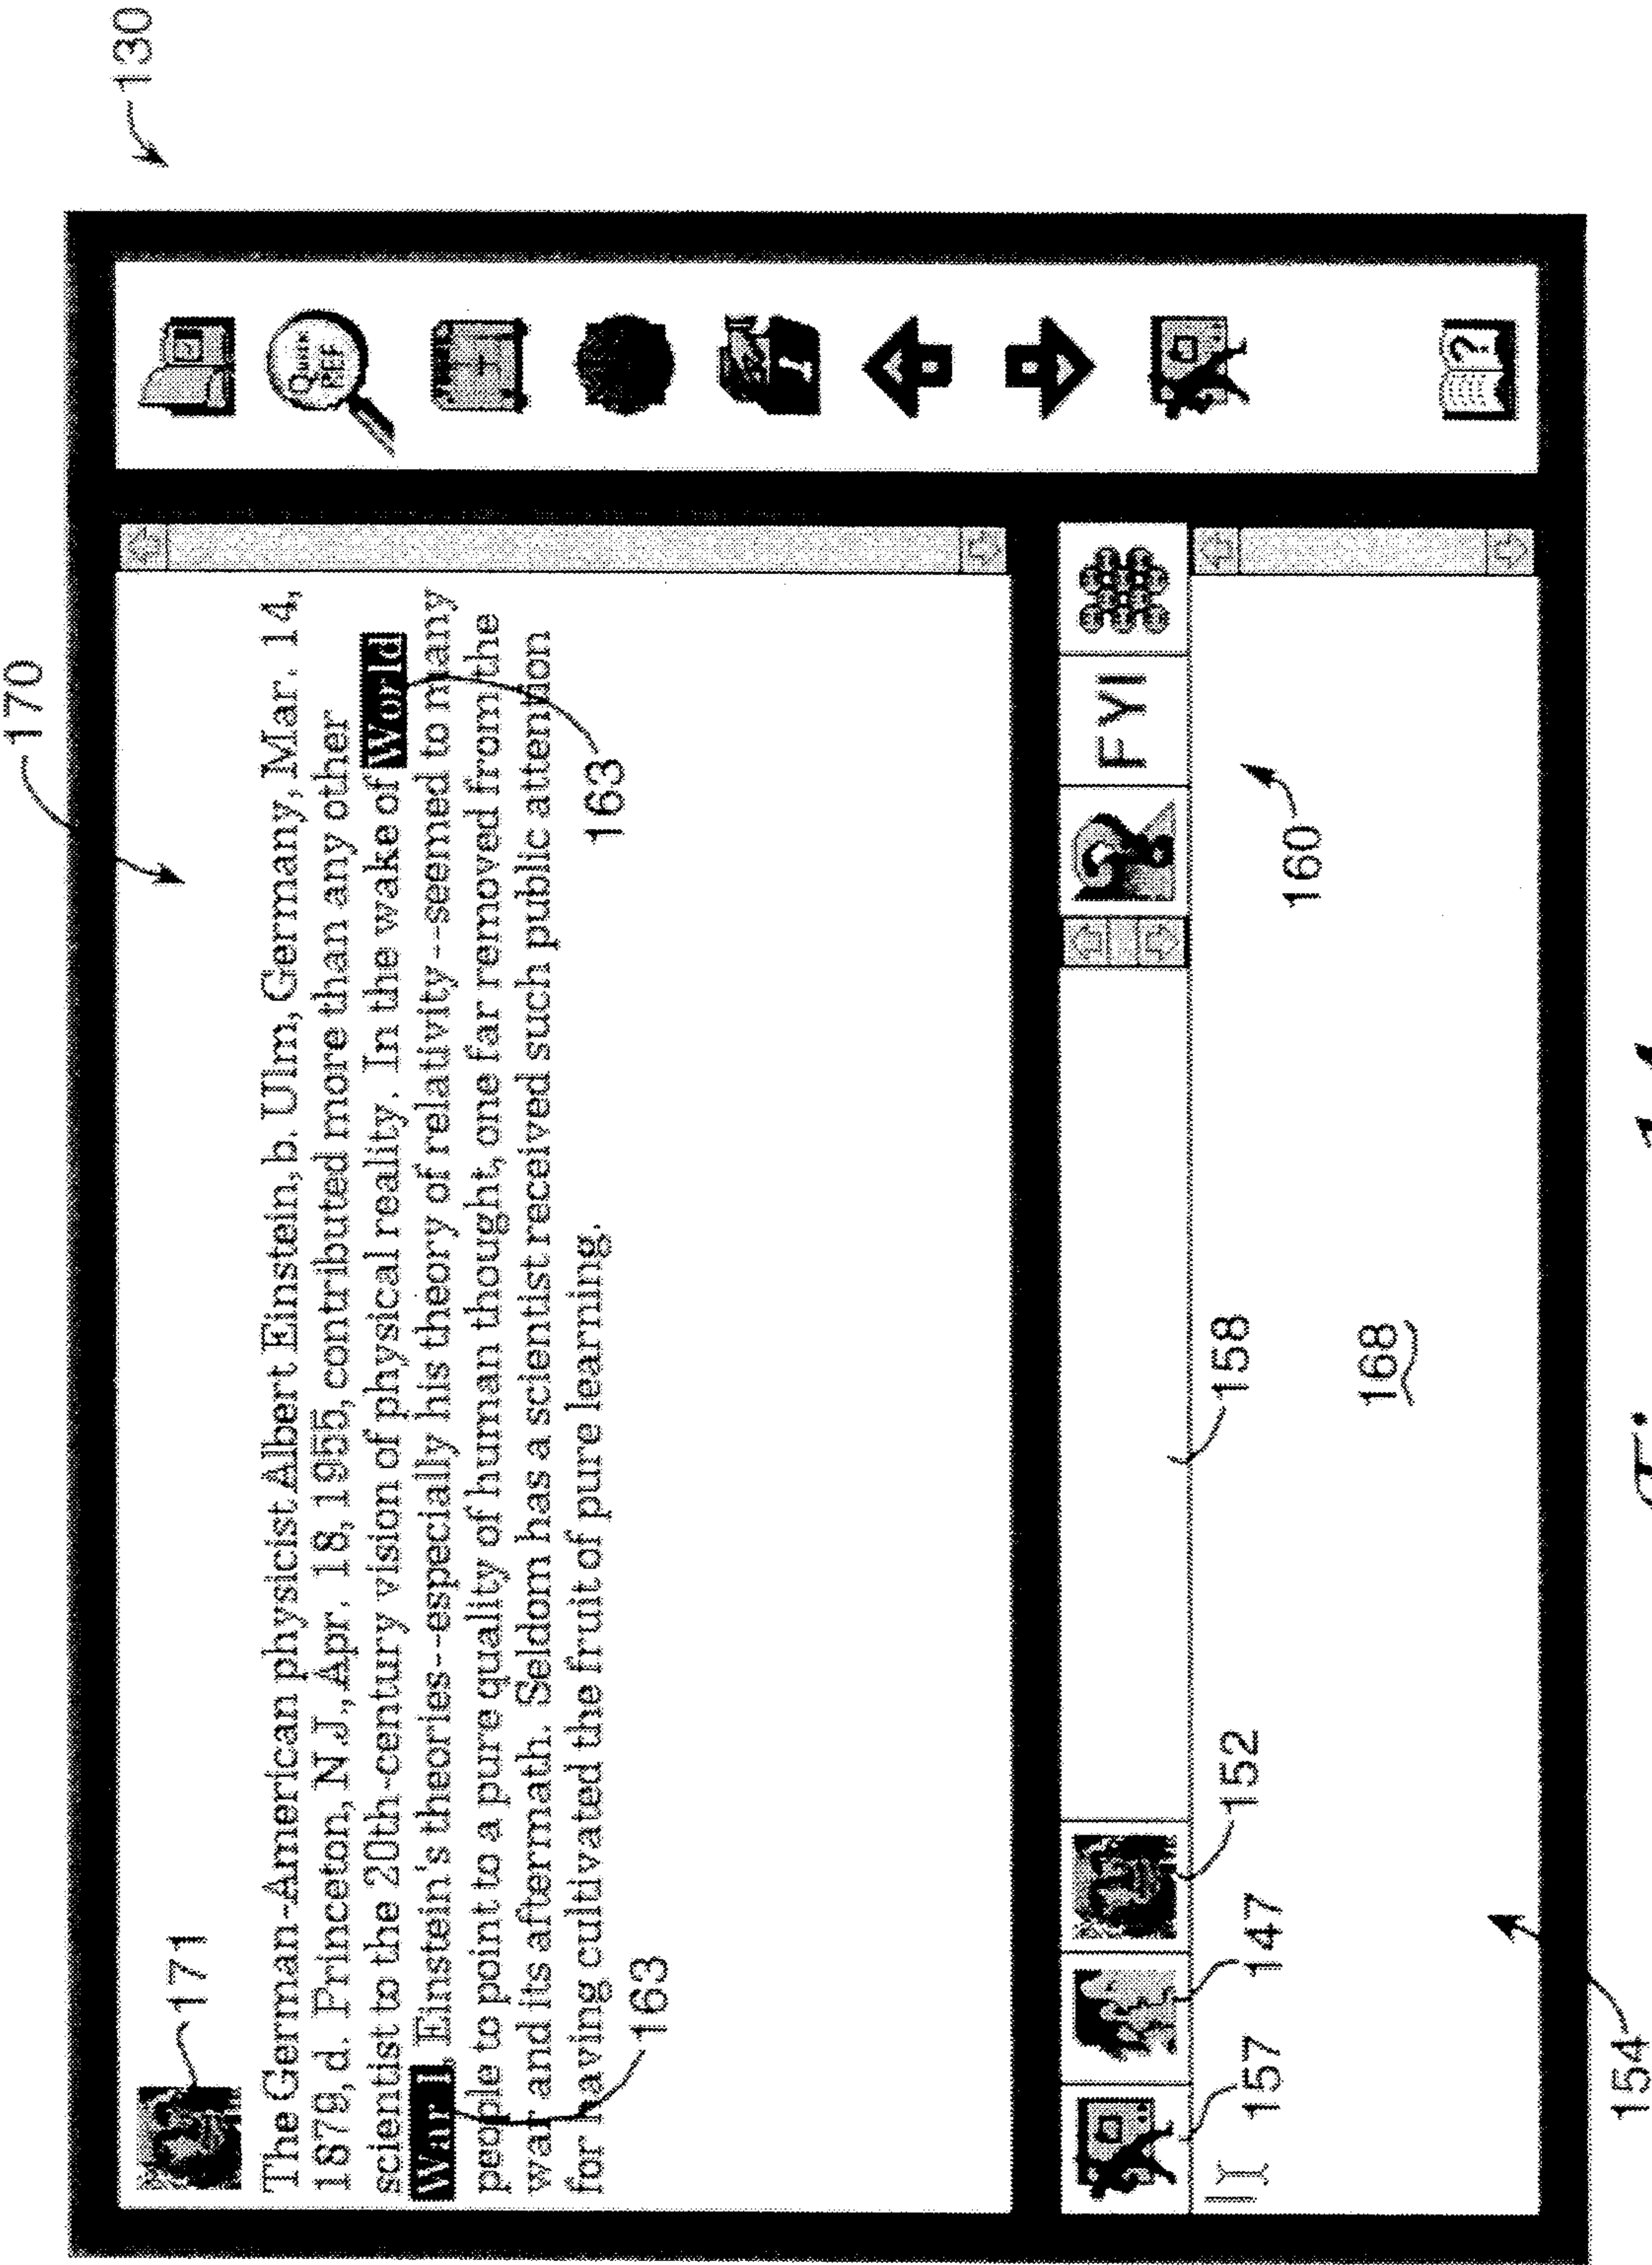 130
170
171
The German-American physicist Albert Einstein, b. Ulm, Germany, Mar. 14,
1879, d. Princeton, N.J., Apr. 18, 1955, contributed more than any other
scientist to the 20th-century vision of physical reality. In the wake of World
War I, Einstein's theories--especially his theory of relativity--seemed to many
people to point to a pure quality of human thought, one far removed from the
war and its aftermath. Seldom has a scientist received such public attention
for having cultivated the fruit of pure learning.
163
163
QUICK
REF
1
?
FYI
157
147
152
158
160
168
154